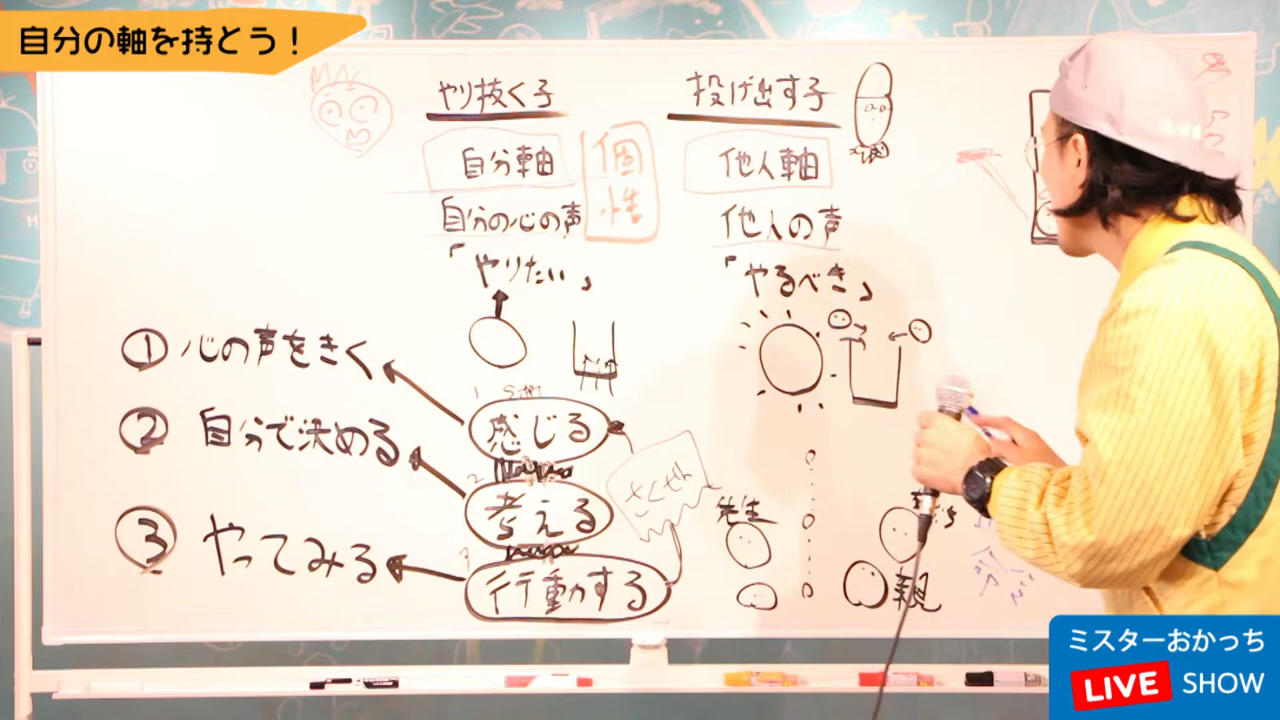 自分の軸を持とう！
やり抜く子
自分軸
個性
自分の心の声
「やりたい」
投げ出す子
他人軸
他人の声
「やるべき」
① 心の声をきく
② 自分で決める
③ やってみる
1
感じる
2
考える
3
行動する
先生
親
ミスターおかっち
LIVE SHOW